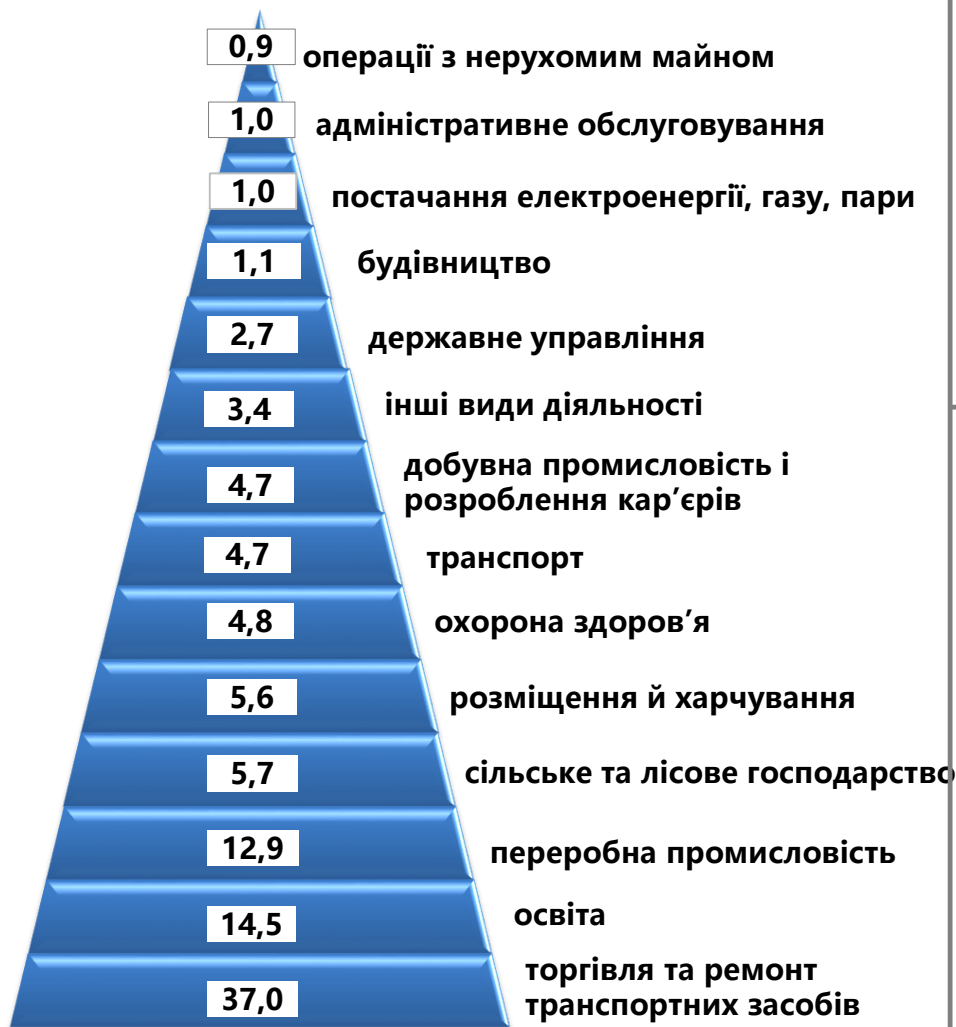 0,9 операції з нерухомим майном
1,0 адміністративне обслуговування
1,0 постачання електроенергії, газу, пари
1,1 будівництво
2,7 державне управління
3,4 інші види діяльності
4,7 добувна промисловість і
розроблення кар’єрів
4,7 транспорт
4,8 охорона здоров’я
5,6 розміщення й харчування
5,7 сільське та лісове господарство
12,9 переробна промисловість
14,5 освіта
37,0 торгівля та ремонт
транспортних засобів